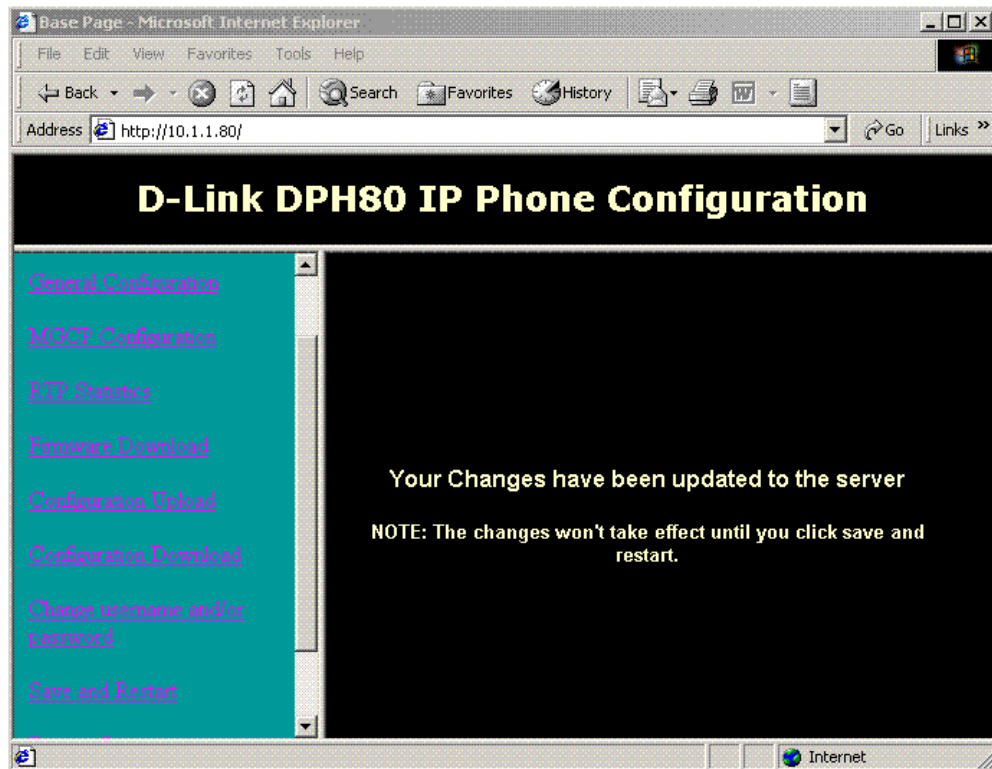 Base Page - Microsoft Internet Explorer
File Edit View Favorites Tools Help
Back Search Favorites History
Address http://10.1.1.80/ Go Links »
D-Link DPH80 IP Phone Configuration
General Configuration
MGCP Configuration
RTP Statistics
Firmware Download
Configuration Upload
Configuration Download
Change username and/or
password
Save and Restart
Your Changes have been updated to the server
NOTE: The changes won't take effect until you click save and
restart.
Internet